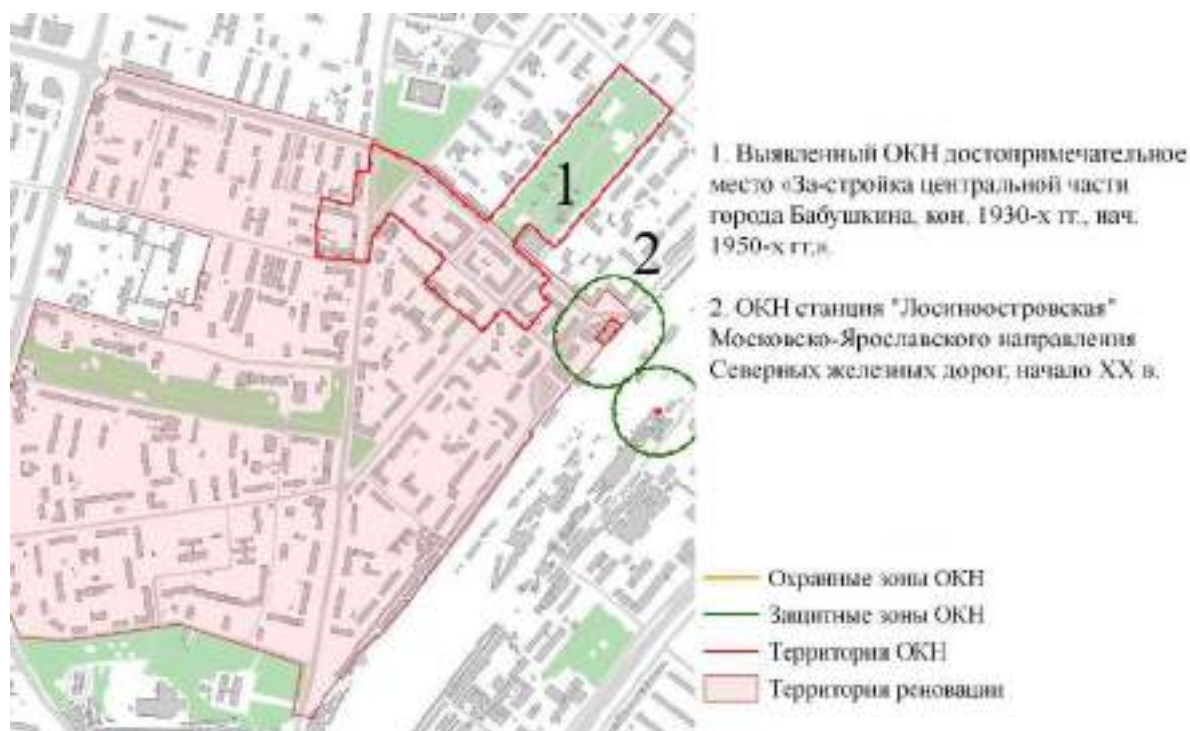 1
2
1. Выявленный ОКН достопримечательное
место «За-стройка центральной части
города Бабушкина, кон. 1930-х гг., нач.
1950-х гг.».
2. ОКН станция "Лосиноостровская"
Московско-Ярославского направления
Северных железных дорог, начало XX в.
Охранные зоны ОКН
Защитные зоны ОКН
Территория ОКН
Территория реновации